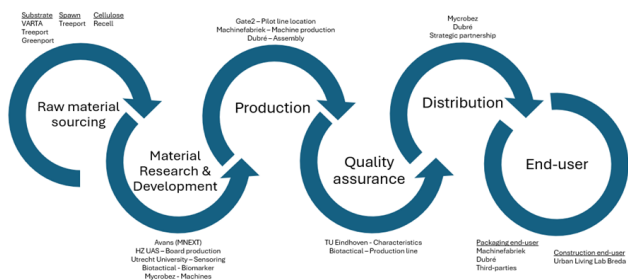 Substrate
VARTA
Treeport
Greenport
Spawn
Treeport
Cellulose
Recell
Raw material
sourcing
Material
Research &
Development
Avans (MNEXT)
HZ UAS – Board production
Utrecht University – Sensoring
Biotactical - Biomarker
Mycrobez - Machines
Gate2 – Pilot line location
Machinefabriek – Machine production
Dubré – Assembly
Production
Quality
assurance
TU Eindhoven - Characteristics
Biotactical – Production line
Mycrobez
Dubré
Strategic partnership
Distribution
End-user
Packaging end-user
Machinefabriek
Dubré
Third-parties
Construction end-user
Urban Living Lab Breda